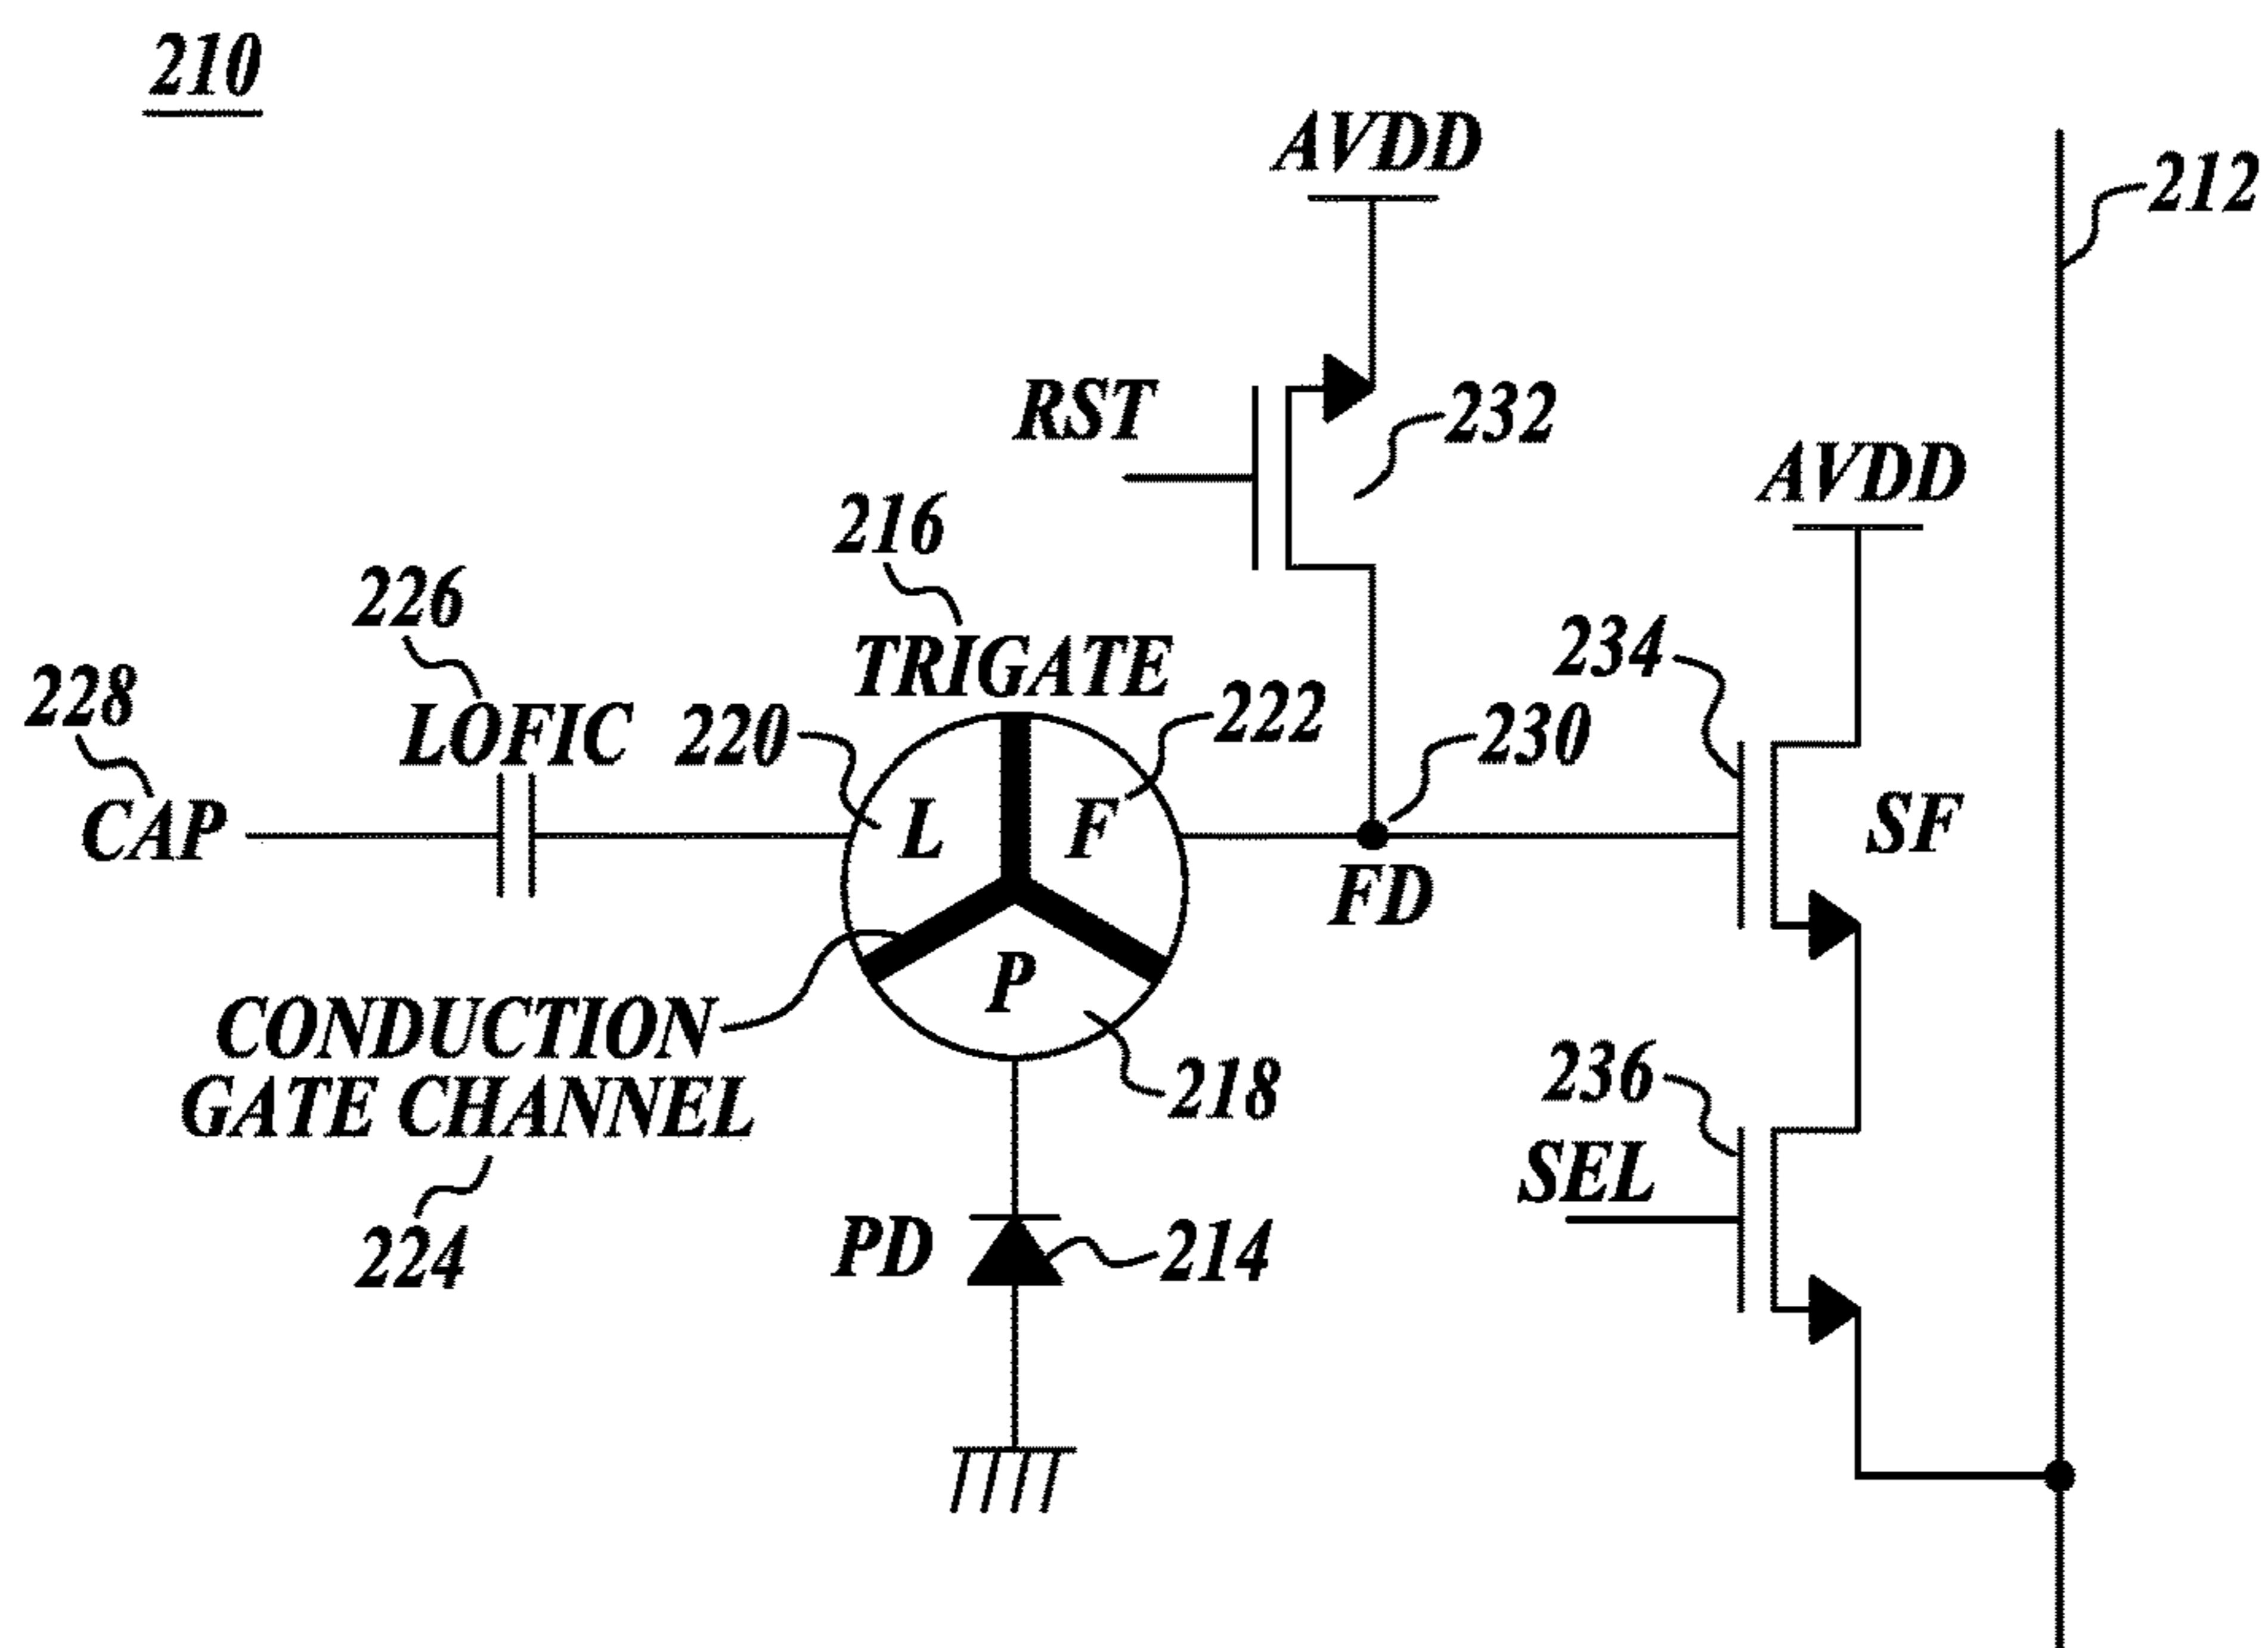 210
AVDD
212
RST
232
AVDD
216
226
TRIGATE
234
228
LOFIC
220
222
230
CAP
L
F
SF
FD
P
CONDUCTION
GATE CHANNEL
218
236
SEL
224
PD
214